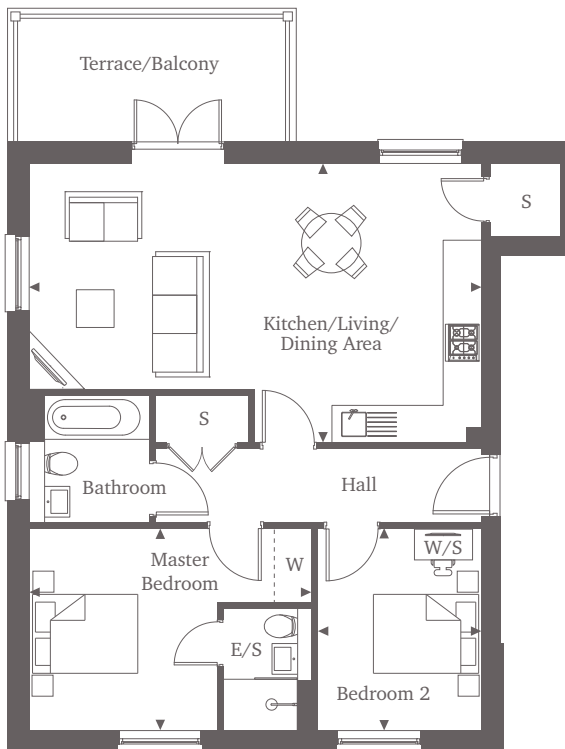 Terrace/Balcony
S
Kitchen/Living/
Dining Area
S
Bathroom
Hall
Master
Bedroom
W
W/S
E/S
Bedroom 2